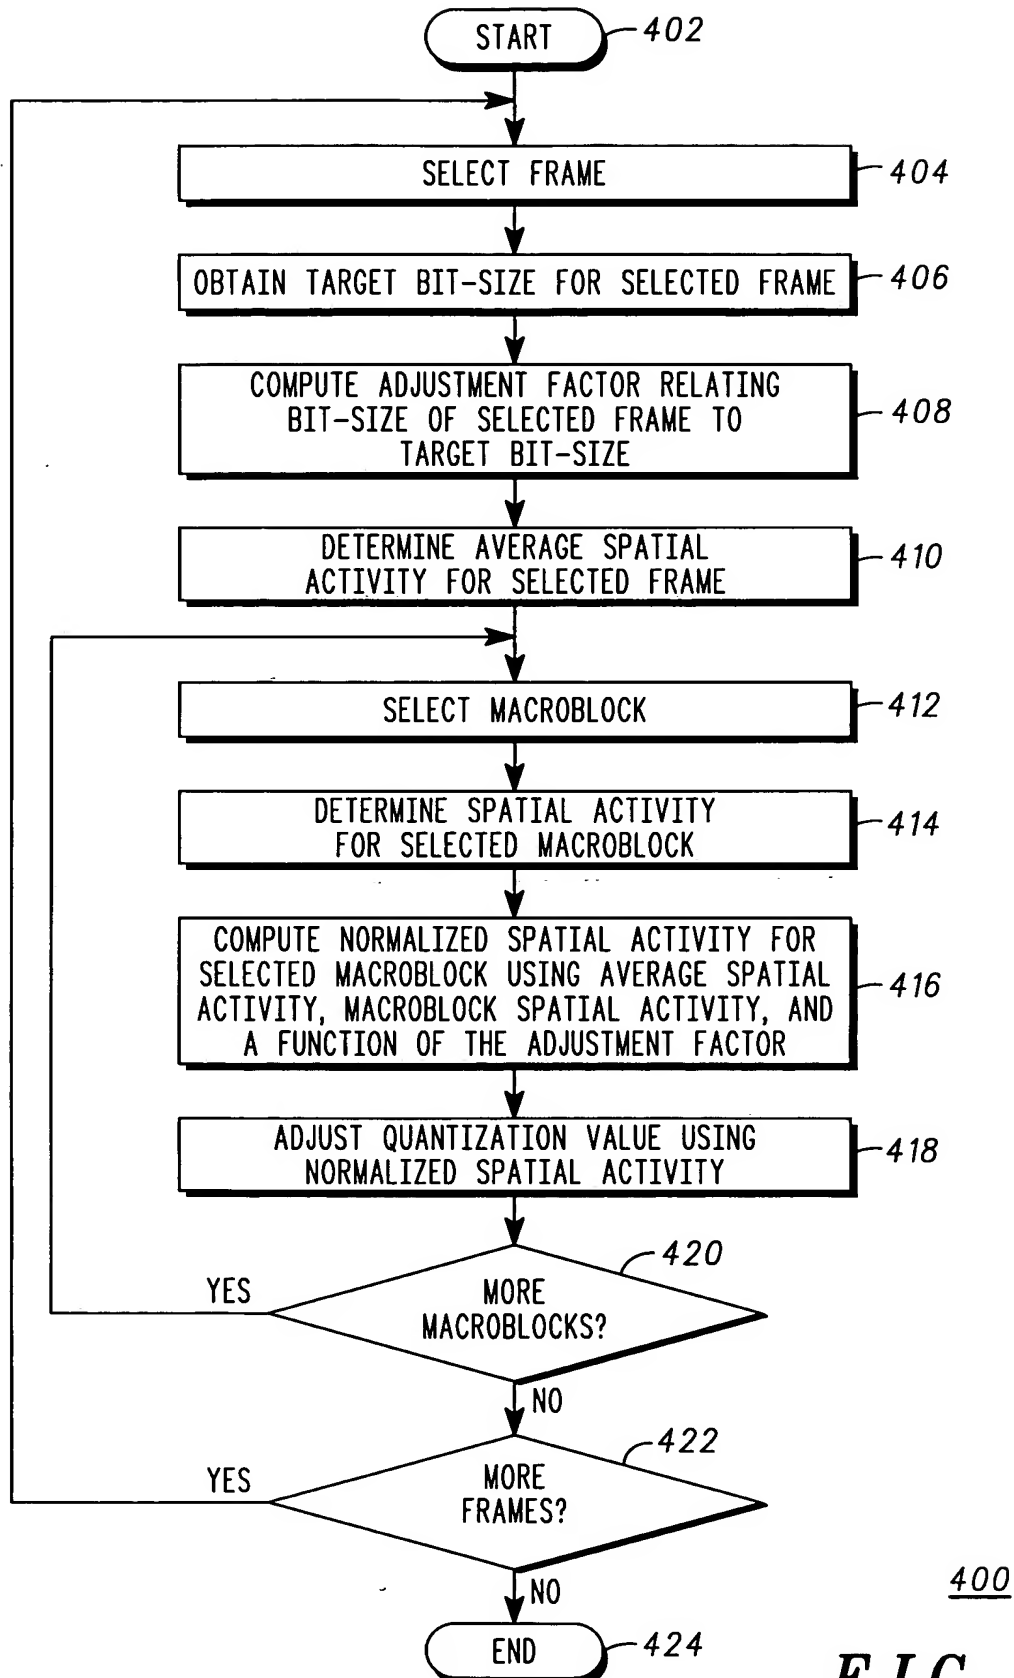 START
402
SELECT FRAME
404
OBTAIN TARGET BIT-SIZE FOR SELECTED FRAME
406
COMPUTE ADJUSTMENT FACTOR RELATING
BIT-SIZE OF SELECTED FRAME TO
TARGET BIT-SIZE
408
DETERMINE AVERAGE SPATIAL
ACTIVITY FOR SELECTED FRAME
410
SELECT MACROBLOCK
412
DETERMINE SPATIAL ACTIVITY
FOR SELECTED MACROBLOCK
414
COMPUTE NORMALIZED SPATIAL ACTIVITY FOR
SELECTED MACROBLOCK USING AVERAGE SPATIAL
ACTIVITY, MACROBLOCK SPATIAL ACTIVITY, AND
A FUNCTION OF THE ADJUSTMENT FACTOR
416
ADJUST QUANTIZATION VALUE USING
NORMALIZED SPATIAL ACTIVITY
418
420
YES
MORE
MACROBLOCKS?
NO
422
YES
MORE
FRAMES?
NO
400
END
424
FIG